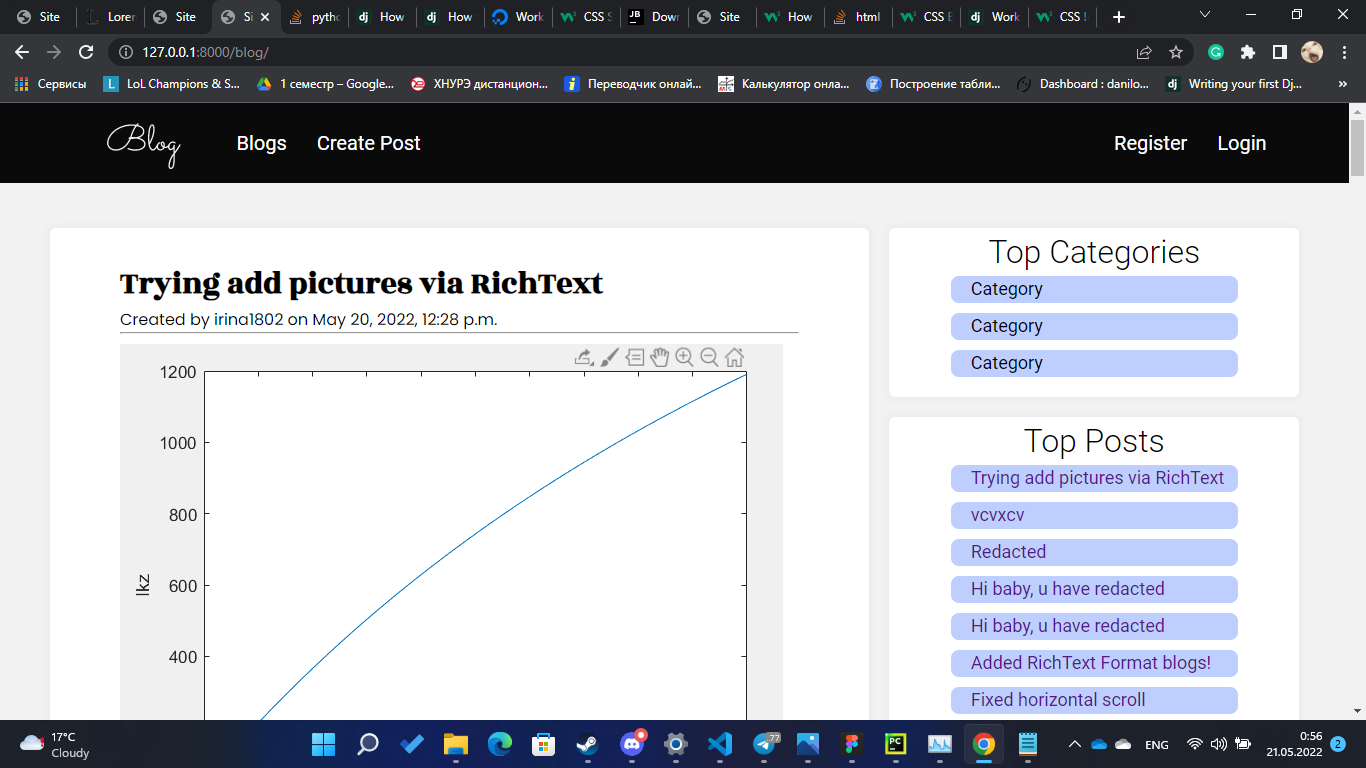 Site
Lorer
Site
Si
pytho
How
How
Work
CSS S
Dow
Site
How
html
CSS E
Work
CSS !
127.0.0.1:8000/blog/
Сервисы
LoL Champions & S...
1 семестр – Google...
ХНУРЭ дистанцион...
Переводчик онлай...
Калькулятор онла...
Построение табли...
Dashboard : danilo...
Writing your first Dj...
»
Blog
Blogs
Create Post
Register
Login
Trying add pictures via RichText
Created by irina1802 on May 20, 2022, 12:28 p.m.
1200
1000
800
600
400
Ikz
Top Categories
Category
Category
Category
Top Posts
Trying add pictures via RichText
vcvxcv
Redacted
Hi baby, u have redacted
Hi baby, u have redacted
Added RichText Format blogs!
Fixed horizontal scroll
17°C
Cloudy
77
ENG
0:56
21.05.2022
2